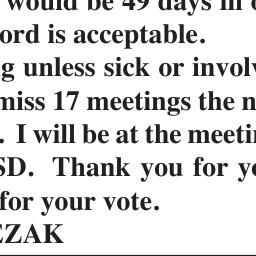 would be 49 days in
ord is acceptable.
g unless sick or involv
miss 17 meetings the n
. I will be at the meetin
SD. Thank you for yo
for your vote.
EZAK